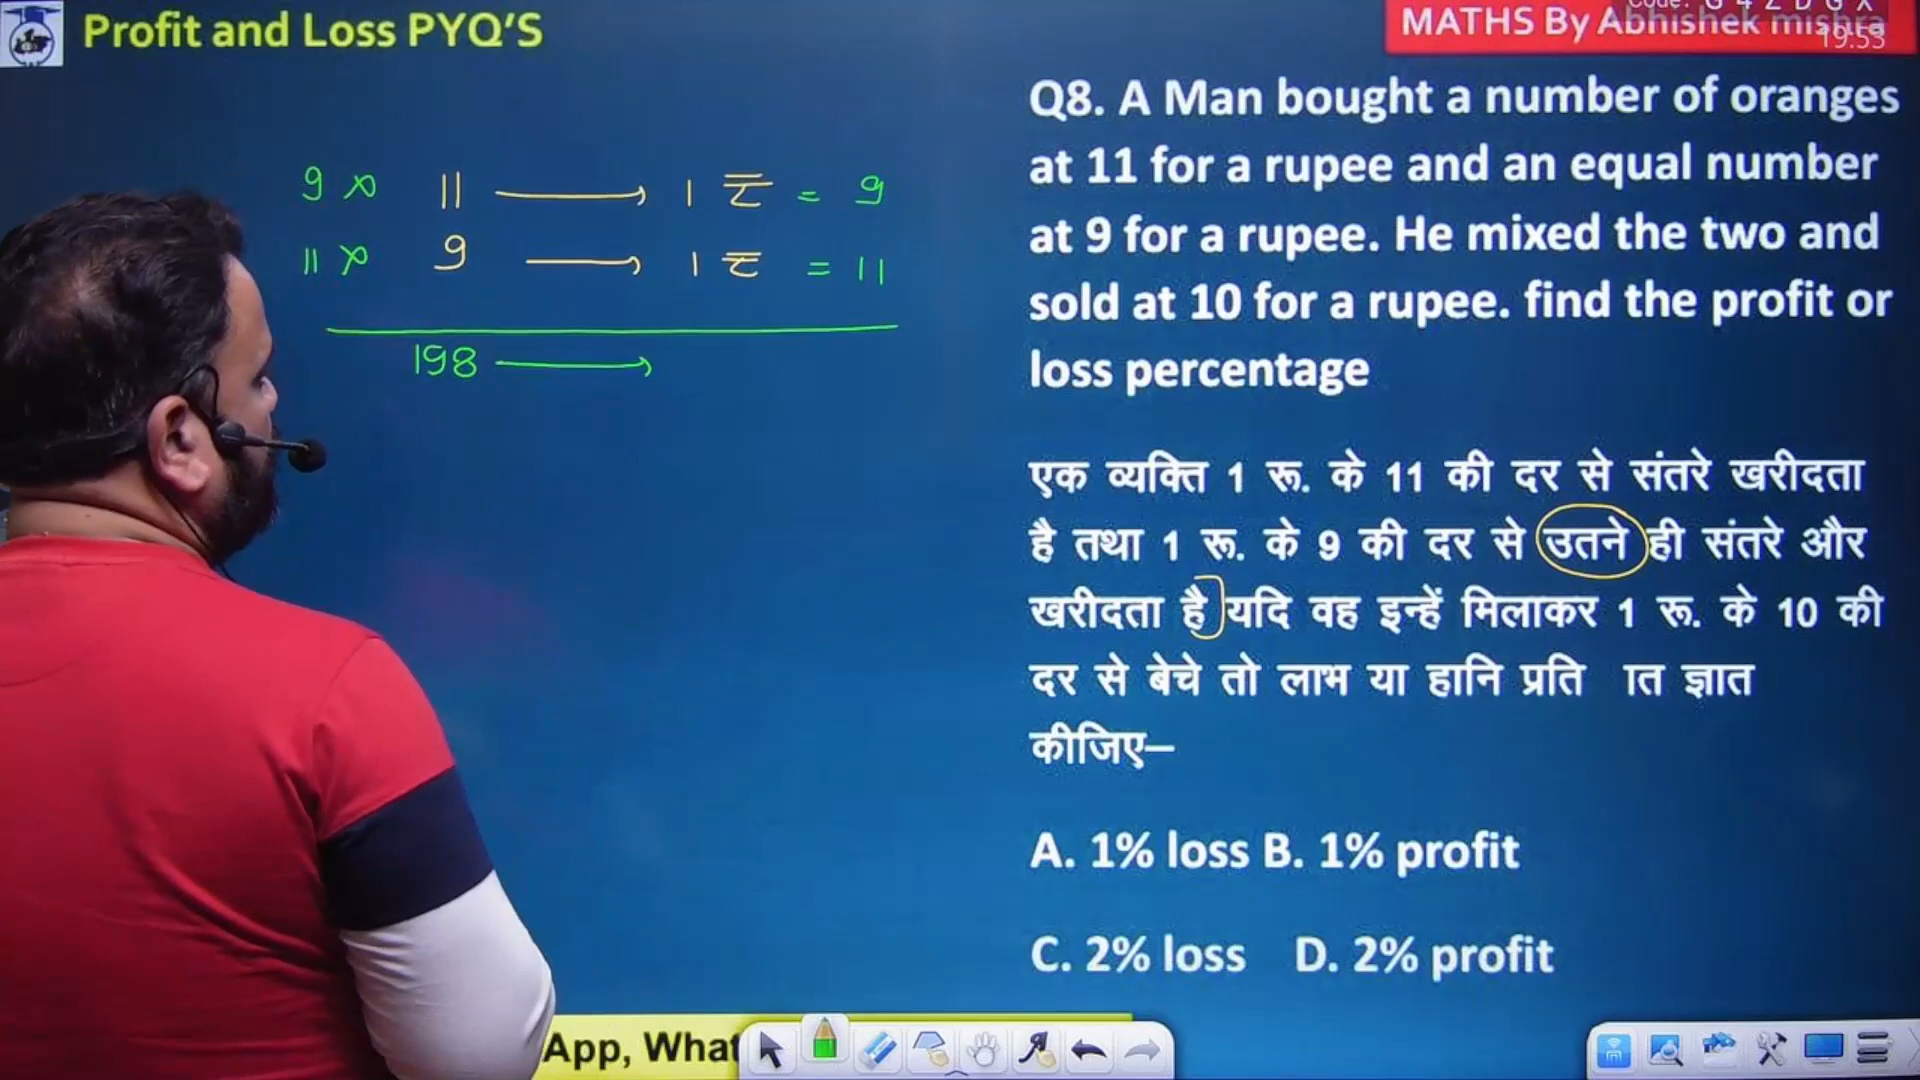 Profit and Loss PYQ'S
Code: G 4 Z D G X
MATHS By Abhishek mishra
19:53
9 × 11 → 1 ₹ = 9
11 × 9 → 1 ₹ = 11
198 →
Q8. A Man bought a number of oranges
at 11 for a rupee and an equal number
at 9 for a rupee. He mixed the two and
sold at 10 for a rupee. find the profit or
loss percentage
एक व्यक्ति 1 रू. के 11 की दर से संतरे खरीदता
है तथा 1 रू. के 9 की दर से उतने ही संतरे और
खरीदता है यदि वह इन्हें मिलाकर 1 रू. के 10 की
दर से बेचे तो लाभ या हानि प्रति ात ज्ञात
कीजिए–
A. 1% loss B. 1% profit
C. 2% loss D. 2% profit
App, What